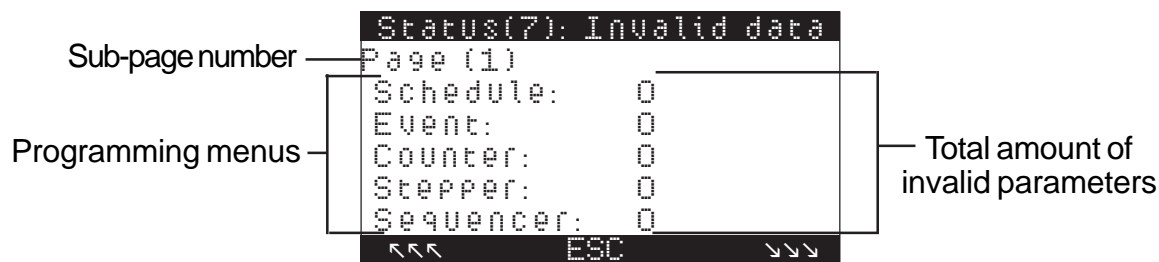 Status(7): Invalid data
Sub-page number
Page (1)
Schedule: 0
Event: 0
Programming menus
Counter: 0
Stepper: 0
Sequencer: 0
Total amount of
invalid parameters
↖↖↖ ESC ↘↘↘